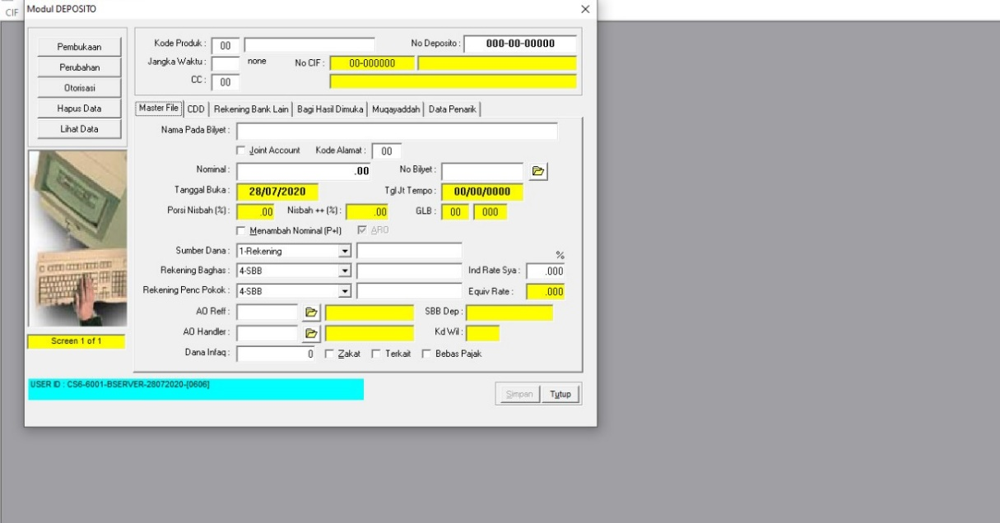 Modul DEPOSITO
CIF
Pembukaan
Perubahan
Otorisasi
Hapus Data
Lihat Data
Screen 1 of 1
Kode Produk : 00 No Deposito : 000-00-00000
Jangka Waktu : none No CIF : 00-000000
CC : 00
Master File CDD Rekening Bank Lain Bagi Hasil Dimuka Muqayaddah Data Penarik
Nama Pada Bilyet :
Joint Account Kode Alamat : 00
Nominal : .00 No Bilyet :
Tanggal Buka : 28/07/2020 Tgl Jt Tempo : 00/00/0000
Porsi Nisbah (%) : .00 Nisbah ++ (%) : .00 GLB : 00 000
Menambah Nominal (P+I) ARO
Sumber Dana : 1-Rekening %
Rekening Baghas : 4-SBB Ind Rate Sya : .000
Rekening Penc Pokok : 4-SBB Equiv Rate : .000
AO Reff : SBB Dep :
AO Handler : Kd Wil :
Dana Infaq : 0 Zakat Terkait Bebas Pajak
USER ID : CS6-6001-BSERVER-28072020-[0606]
Simpan Tutup